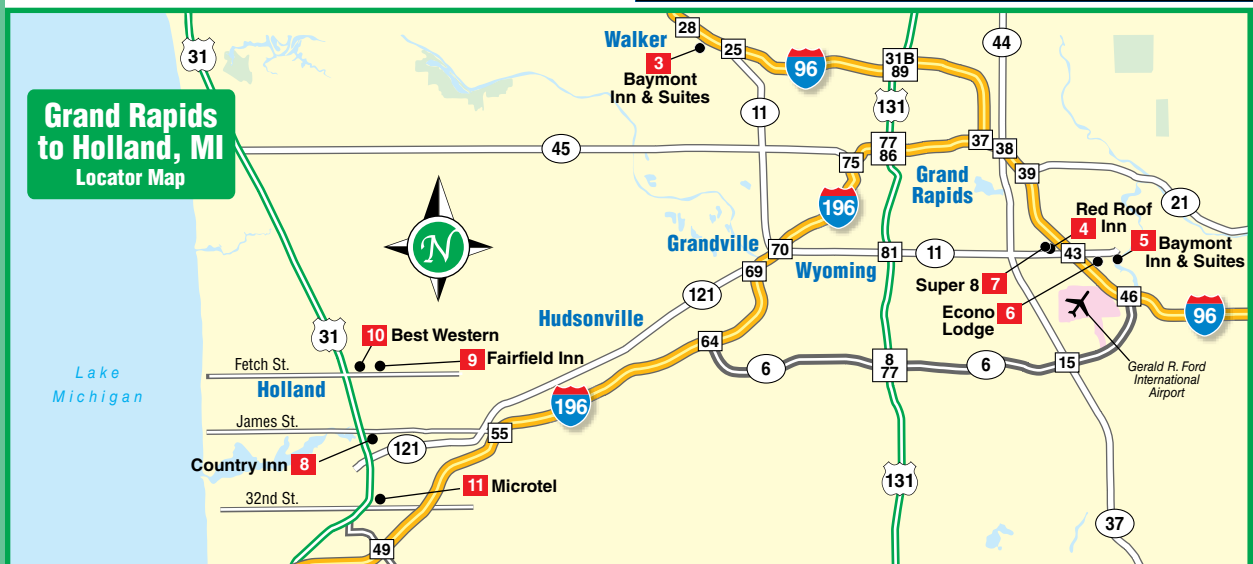 Grand Rapids
to Holland, MI
Locator Map
31
Walker
28
3
25
Baymont
Inn & Suites
96
31B
89
44
11
131
45
75
77
86
37
38
39
Grand
Rapids
196
21
N
Grandville
70
Wyoming
81
11
Red Roof
Inn
4
5
Baymont
Inn & Suites
43
Super 8
7
Econo
Lodge
6
46
96
69
121
Hudsonville
31
10
Best Western
9
Fairfield Inn
Fetch St.
Holland
Lake
Michigan
64
6
8
77
6
15
Gerald R. Ford
International
Airport
196
James St.
55
121
Country Inn
8
32nd St.
11
Microtel
131
37
49